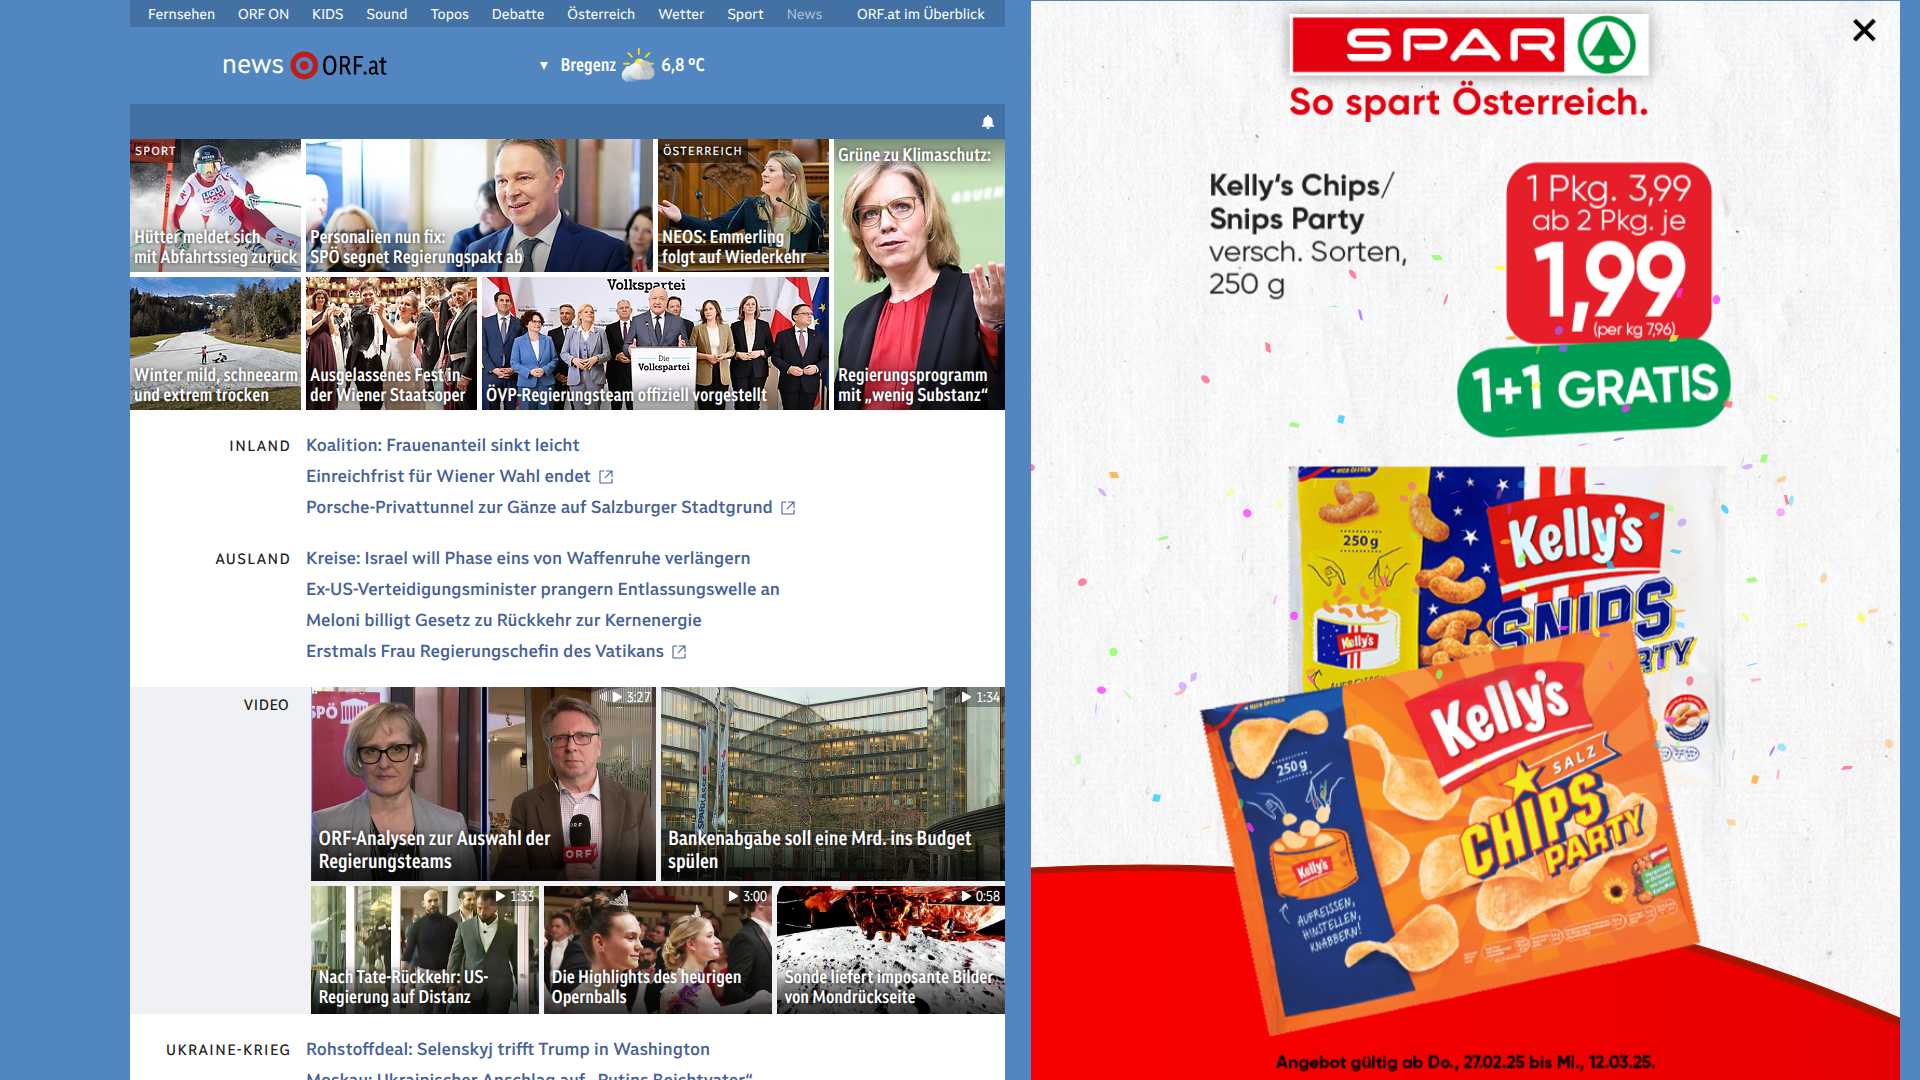 Fernsehen ORF ON KIDS Sound Topos Debatte Österreich Wetter Sport News ORF.at im Überblick
news ORF.at
Bregenz 6,8 °C
SPORT
Hütter meldet sich
mit Abfahrtssieg zurück
Personalien nun fix:
SPÖ segnet Regierungspakt ab
ÖSTERREICH
NEOS: Emmerling
folgt auf Wiederkehr
Grüne zu Klimaschutz:
Regierungsprogramm
mit „wenig Substanz“
Winter mild, schneearm
und extrem trocken
Ausgelassenes Fest in
der Wiener Staatsoper
Volkspartei
Die
Volkspartei
ÖVP-Regierungsteam offiziell vorgestellt
INLAND
Koalition: Frauenanteil sinkt leicht
Einreichfrist für Wiener Wahl endet
Porsche-Privattunnel zur Gänze auf Salzburger Stadtgrund
AUSLAND
Kreise: Israel will Phase eins von Waffenruhe verlängern
Ex-US-Verteidigungsminister prangern Entlassungswelle an
Meloni billigt Gesetz zu Rückkehr zur Kernenergie
Erstmals Frau Regierungschefin des Vatikans
VIDEO
SPÖ
3:27
ORF
ORF-Analysen zur Auswahl der
Regierungsteams
1:34
SPARKASSE
Bankenabgabe soll eine Mrd. ins Budget
spülen
1:33
Nach Tate-Rückkehr: US-
Regierung auf Distanz
3:00
Die Highlights des heurigen
Opernballs
0:58
Sonde liefert imposante Bilder
von Mondrückseite
UKRAINE-KRIEG
Rohstoffdeal: Selenskyj trifft Trump in Washington
Moskau: Ukrainischer Anschlag auf „Putins Beichtvater“
SPAR
So spart Österreich.
Kelly’s Chips/
Snips Party
versch. Sorten,
250 g
1 Pkg. 3,99
ab 2 Pkg. je
1,99
(per kg 7,96)
1+1 GRATIS
250g
Kelly's
SNIPS
PARTY
Kelly's
Kelly's
SALZ
CHIPS
PARTY
250g
Kelly's
AUFREISSEN,
HINSTELLEN,
KNABBERN!
Angebot gültig ab Do., 27.02.25 bis Mi., 12.03.25.